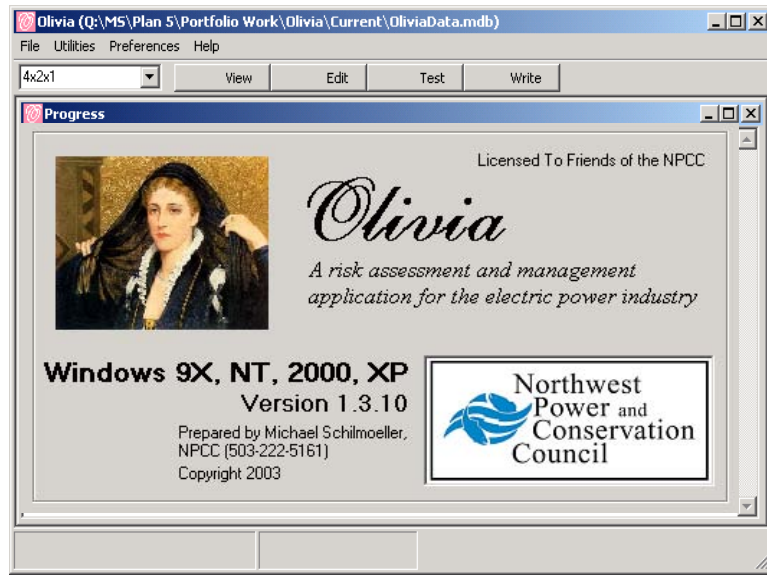 Olivia (Q:\MS\Plan 5\Portfolio Work\Olivia\Current\OliviaData.mdb)
File Utilities Preferences Help
4x2x1 View Edit Test Write
Progress
Licensed To Friends of the NPCC
Olivia
A risk assessment and management
application for the electric power industry
Windows 9X, NT, 2000, XP
Version 1.3.10
Prepared by Michael Schilmoeller,
NPCC (503-222-5161)
Copyright 2003
Northwest
Power and
Conservation
Council